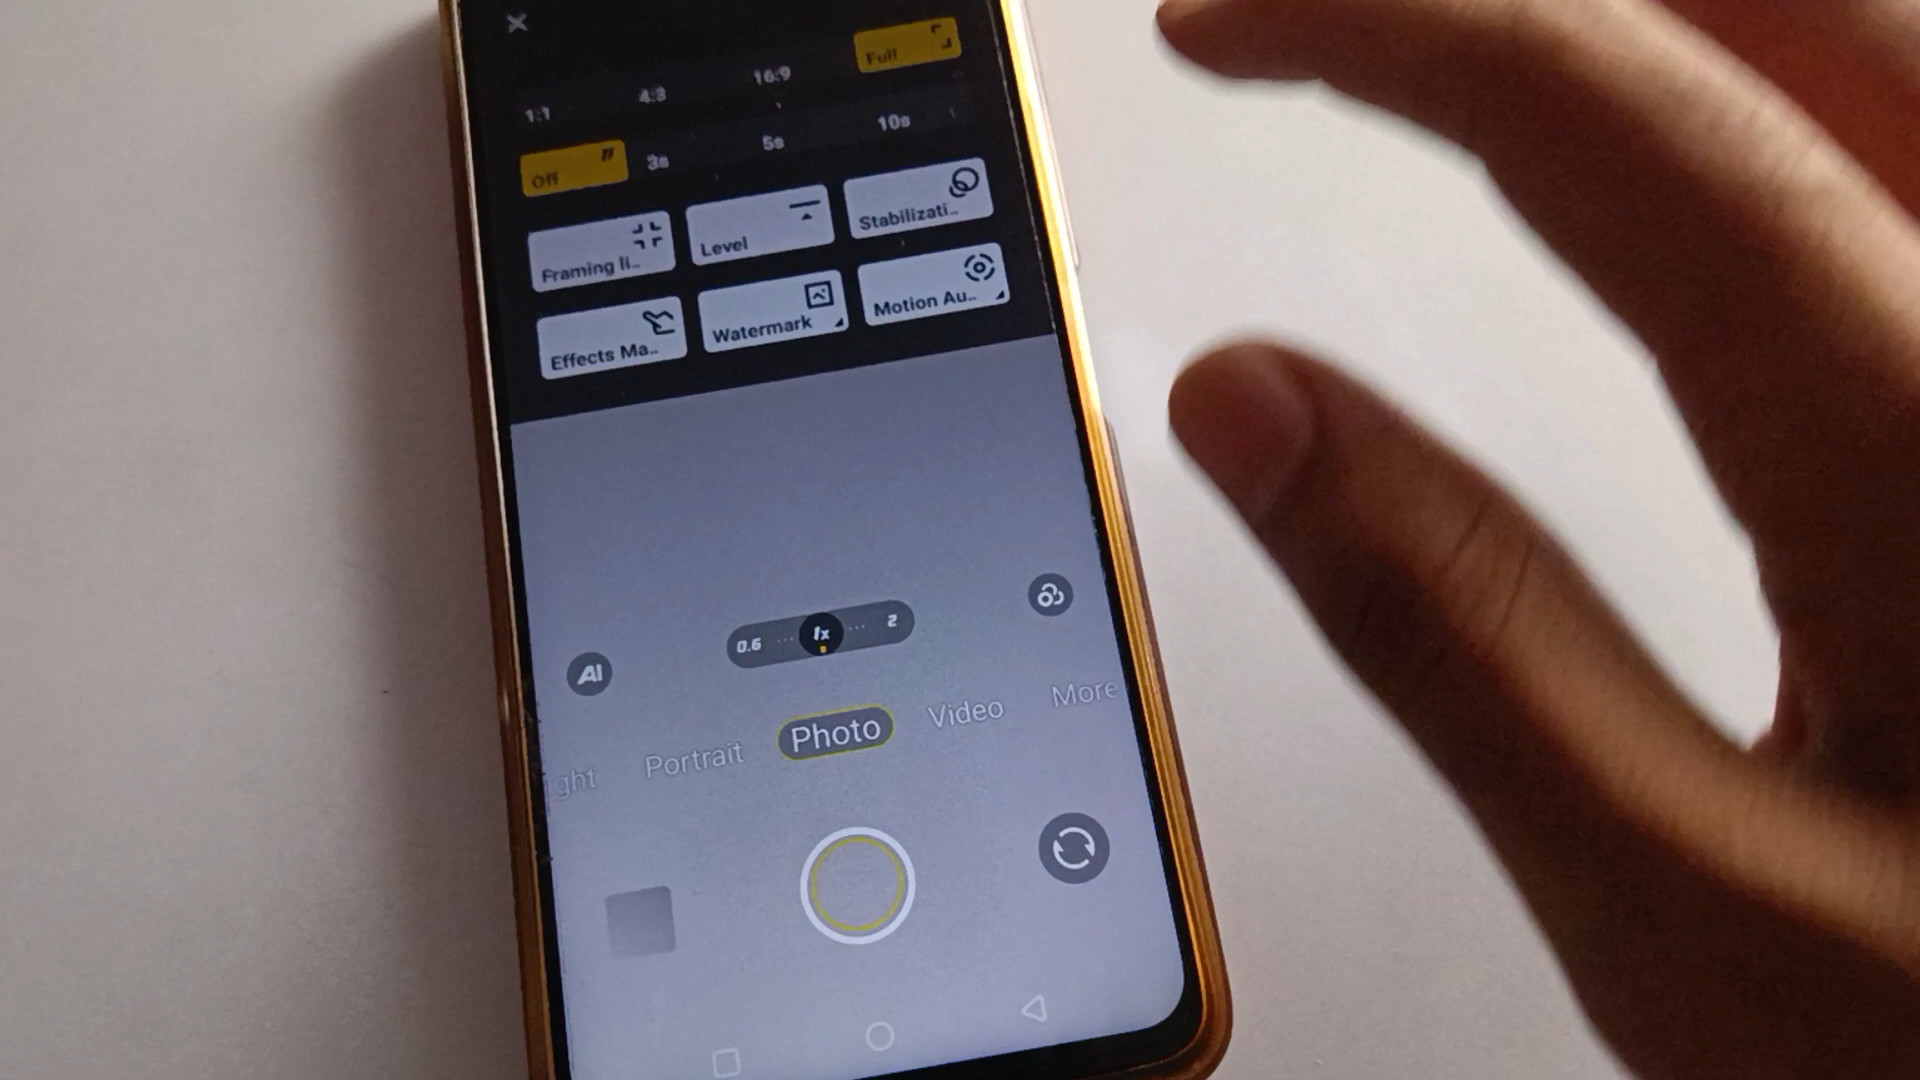 1:1 4:3 16:9 Full
Off 3s 5s 10s
Framing li.. Level Stabilizati..
Effects Ma.. Watermark Motion Au..
0.6 1x 2
AI
ght Portrait Photo Video More